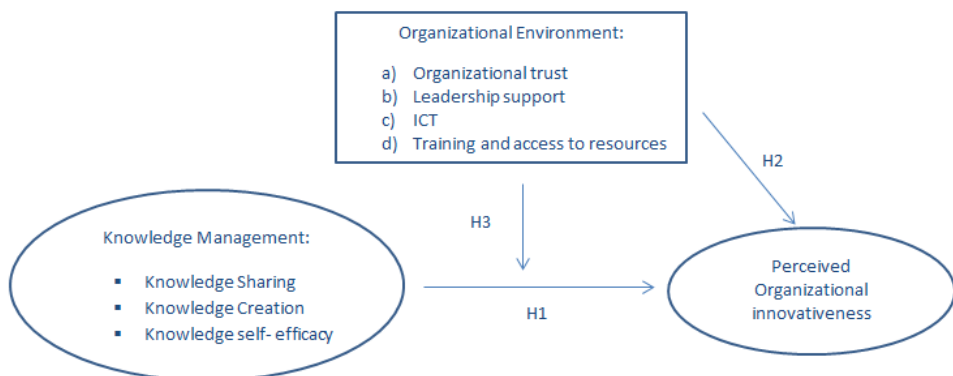 Organizational Environment:
a) Organizational trust
b) Leadership support
c) ICT
d) Training and access to resources
H2
H3
Knowledge Management:
▪ Knowledge Sharing
▪ Knowledge Creation
▪ Knowledge self- efficacy
H1
Perceived
Organizational
innovativeness